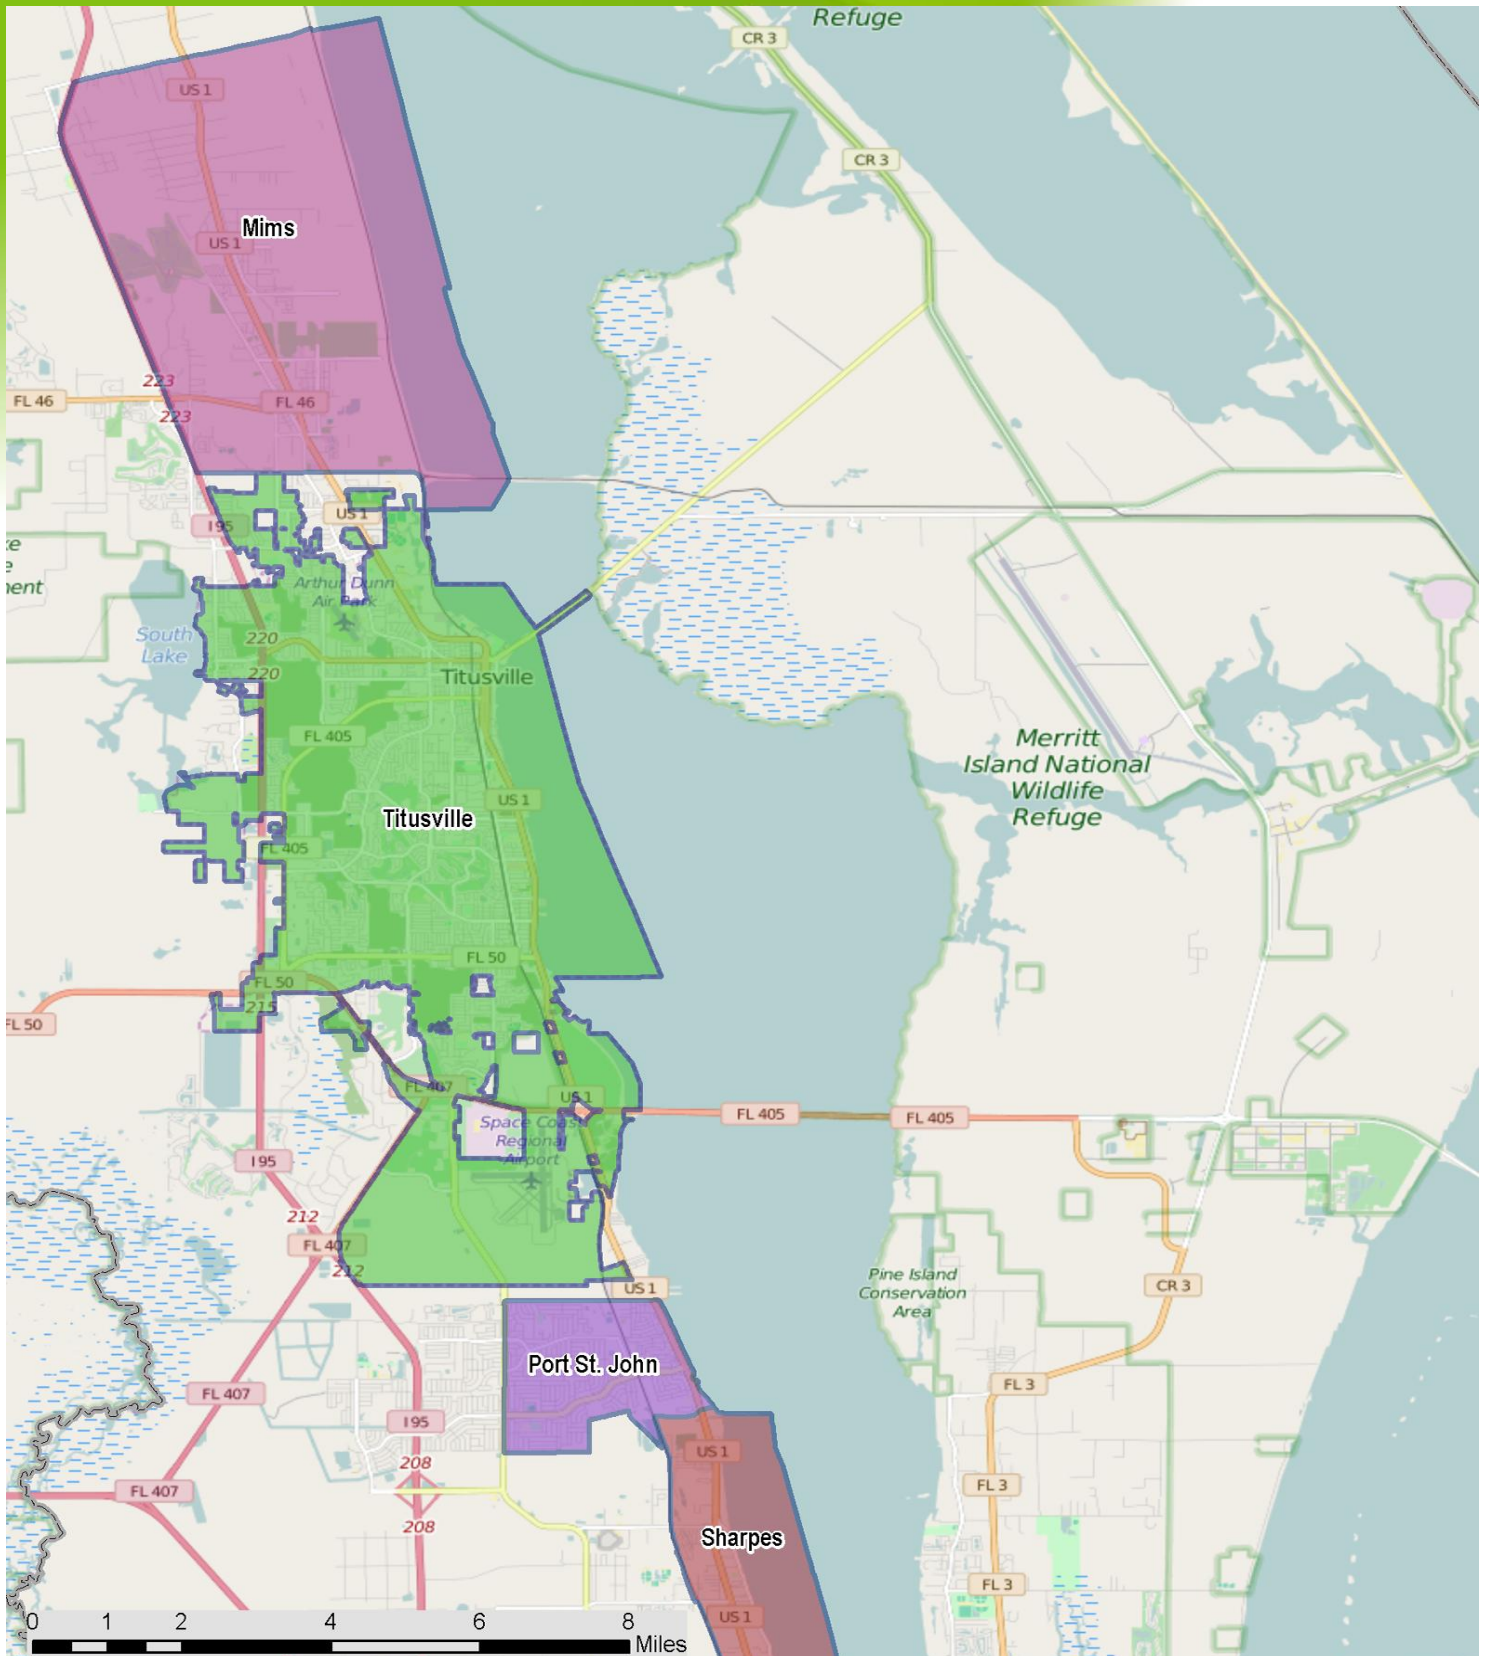 Refuge
CR 3
US 1
CR 3
Mims
US 1
223
FL 46
FL 46
223
US 1
I 95
ke
e
ment
Arthur Dunn
Air Park
South
Lake
220
220
Titusville
FL 405
Merritt
Island National
Wildlife
Refuge
US 1
Titusville
FL 405
FL 50
FL 50
215
FL 50
FL 407
US 1
FL 405
FL 405
Space Coast
Regional
Airport
I 95
212
FL 407
212
US 1
Pine Island
Conservation
Area
CR 3
Port St. John
FL 3
FL 407
I 95
US 1
208
FL 407
FL 3
208
Sharpes
FL 3
US 1
0 1 2 4 6 8
Miles